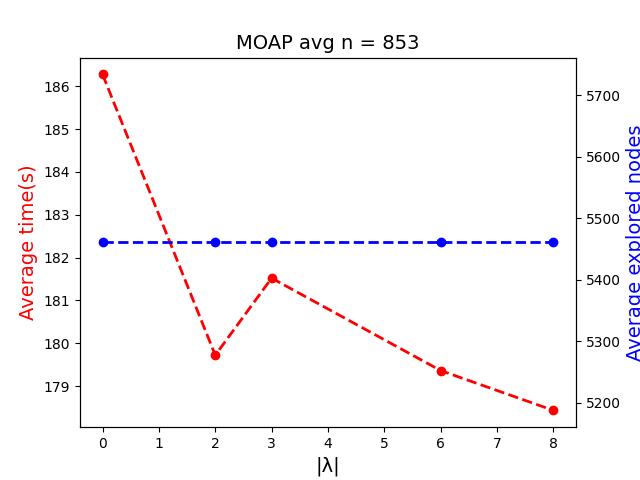 MOAP avg n = 853
Average time(s)
186
185
184
183
182
181
180
179
5700
5600
5500
5400
5300
5200
Average explored nodes
0 1 2 3 4 5 6 7 8
|λ|